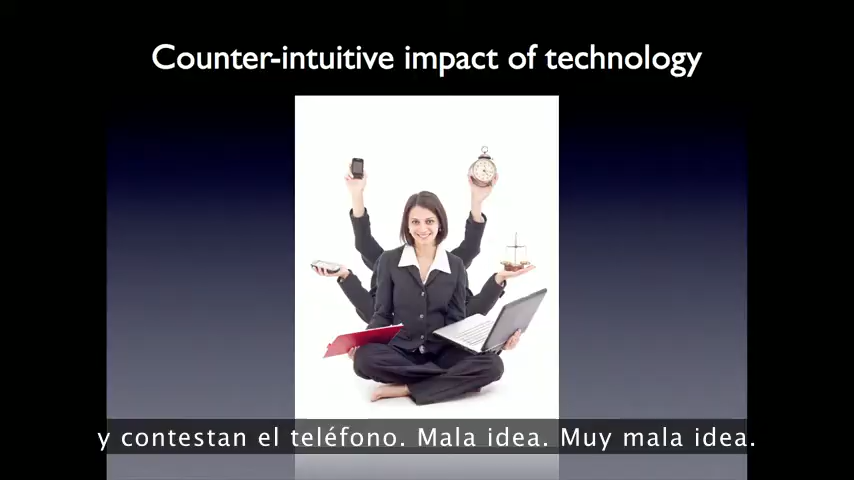 Counter-intuitive impact of technology
y contestan el teléfono. Mala idea. Muy mala idea.